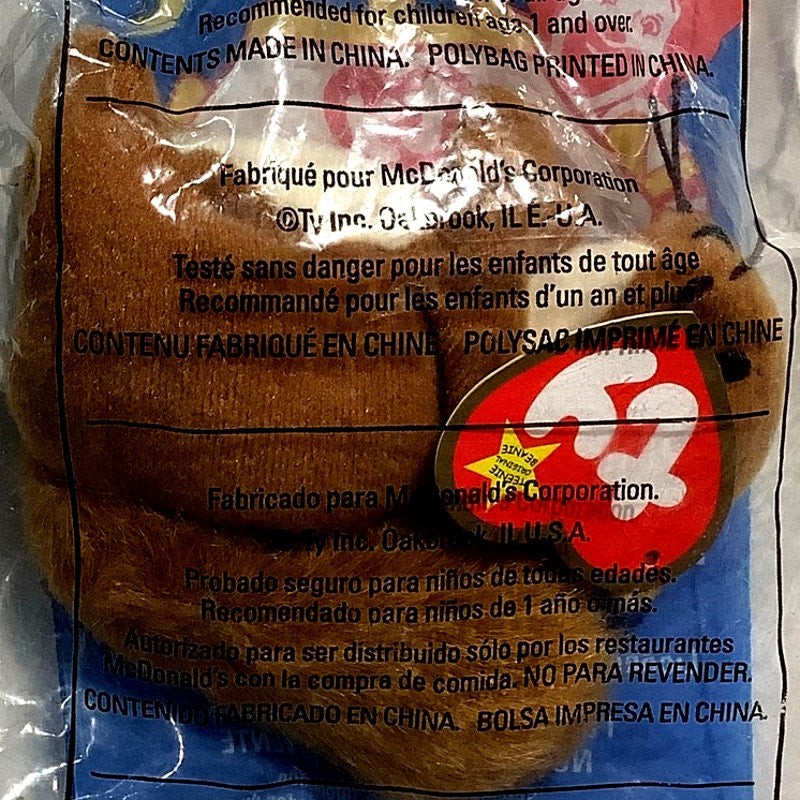 Recommended for children age 1 and over.
CONTENTS MADE IN CHINA. POLYBAG PRINTED IN CHINA.
Fabriqué pour McDonald's Corporation
©Ty Inc. Oakbrook, IL É.-U.A.
Testé sans danger pour les enfants de tout âge
Recommandé pour les enfants d'un an et plus
CONTENU FABRIQUÉ EN CHINE POLYSAC IMPRIMÉ EN CHINE
ty
TEENIE
ORIGINAL
BEANIE
Fabricado para McDonald's Corporation.
Ty Inc. Oakbrook, IL U.S.A.
Probado seguro para niños de todas edades.
Recomendado para niños de 1 año o más.
Autorizado para ser distribuido sólo por los restaurantes
McDonald's con la compra de comida. NO PARA REVENDER.
CONTENIDO FABRICADO EN CHINA. BOLSA IMPRESA EN CHINA.